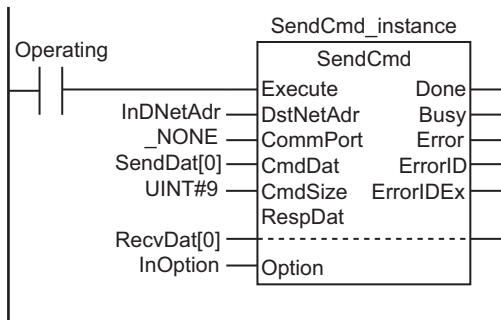 SendCmd_instance
Operating
SendCmd
Execute Done
InDNetAdr DstNetAdr Busy
_NONE CommPort Error
SendDat[0] CmdDat ErrorID
UINT#9 CmdSize ErrorIDEx
RespDat
RecvDat[0]
InOption Option